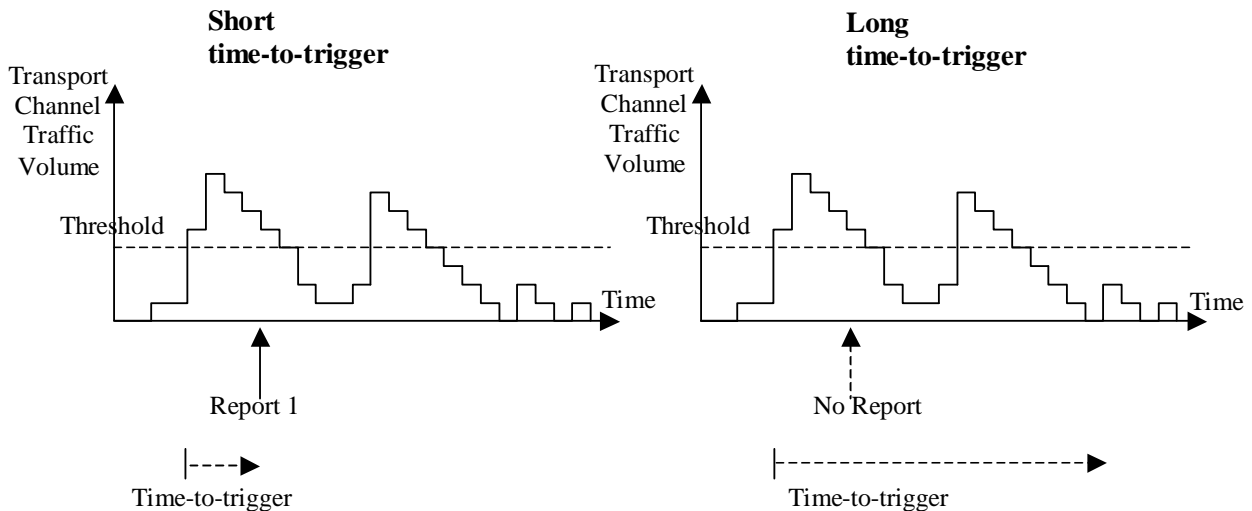 Short
time-to-trigger
Transport
Channel
Traffic
Volume
Threshold
Time
Report 1
Time-to-trigger
Long
time-to-trigger
Transport
Channel
Traffic
Volume
Threshold
Time
No Report
Time-to-trigger